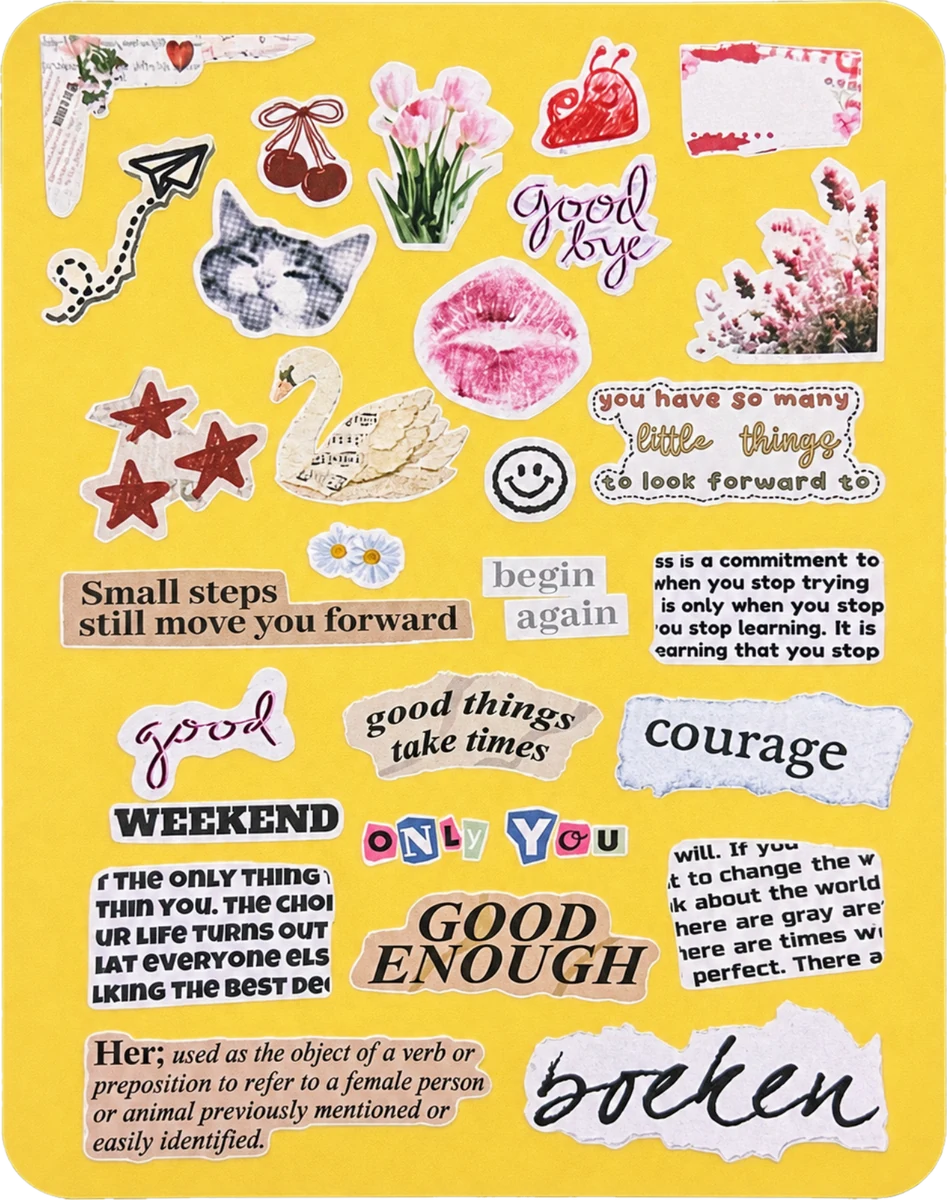 good
bye
you have so many
little things
to look forward to
Small steps
still move you forward
begin
again
ss is a commitment to
when you stop trying
is only when you stop
ou stop learning. It is
earning that you stop
good
good things
take times
courage
WEEKEND
ONLY YOU
THE ONLY THING
THIN YOU. THE CHOI
UR LIFE TURNS OUT
LAT EVERYONE ELS
LKING THE BEST DE
will. If you
t to change the w
k about the world
here are gray are
here are times w
perfect. There a
GOOD
ENOUGH
Her; used as the object of a verb or
preposition to refer to a female person
or animal previously mentioned or
easily identified.
boeken